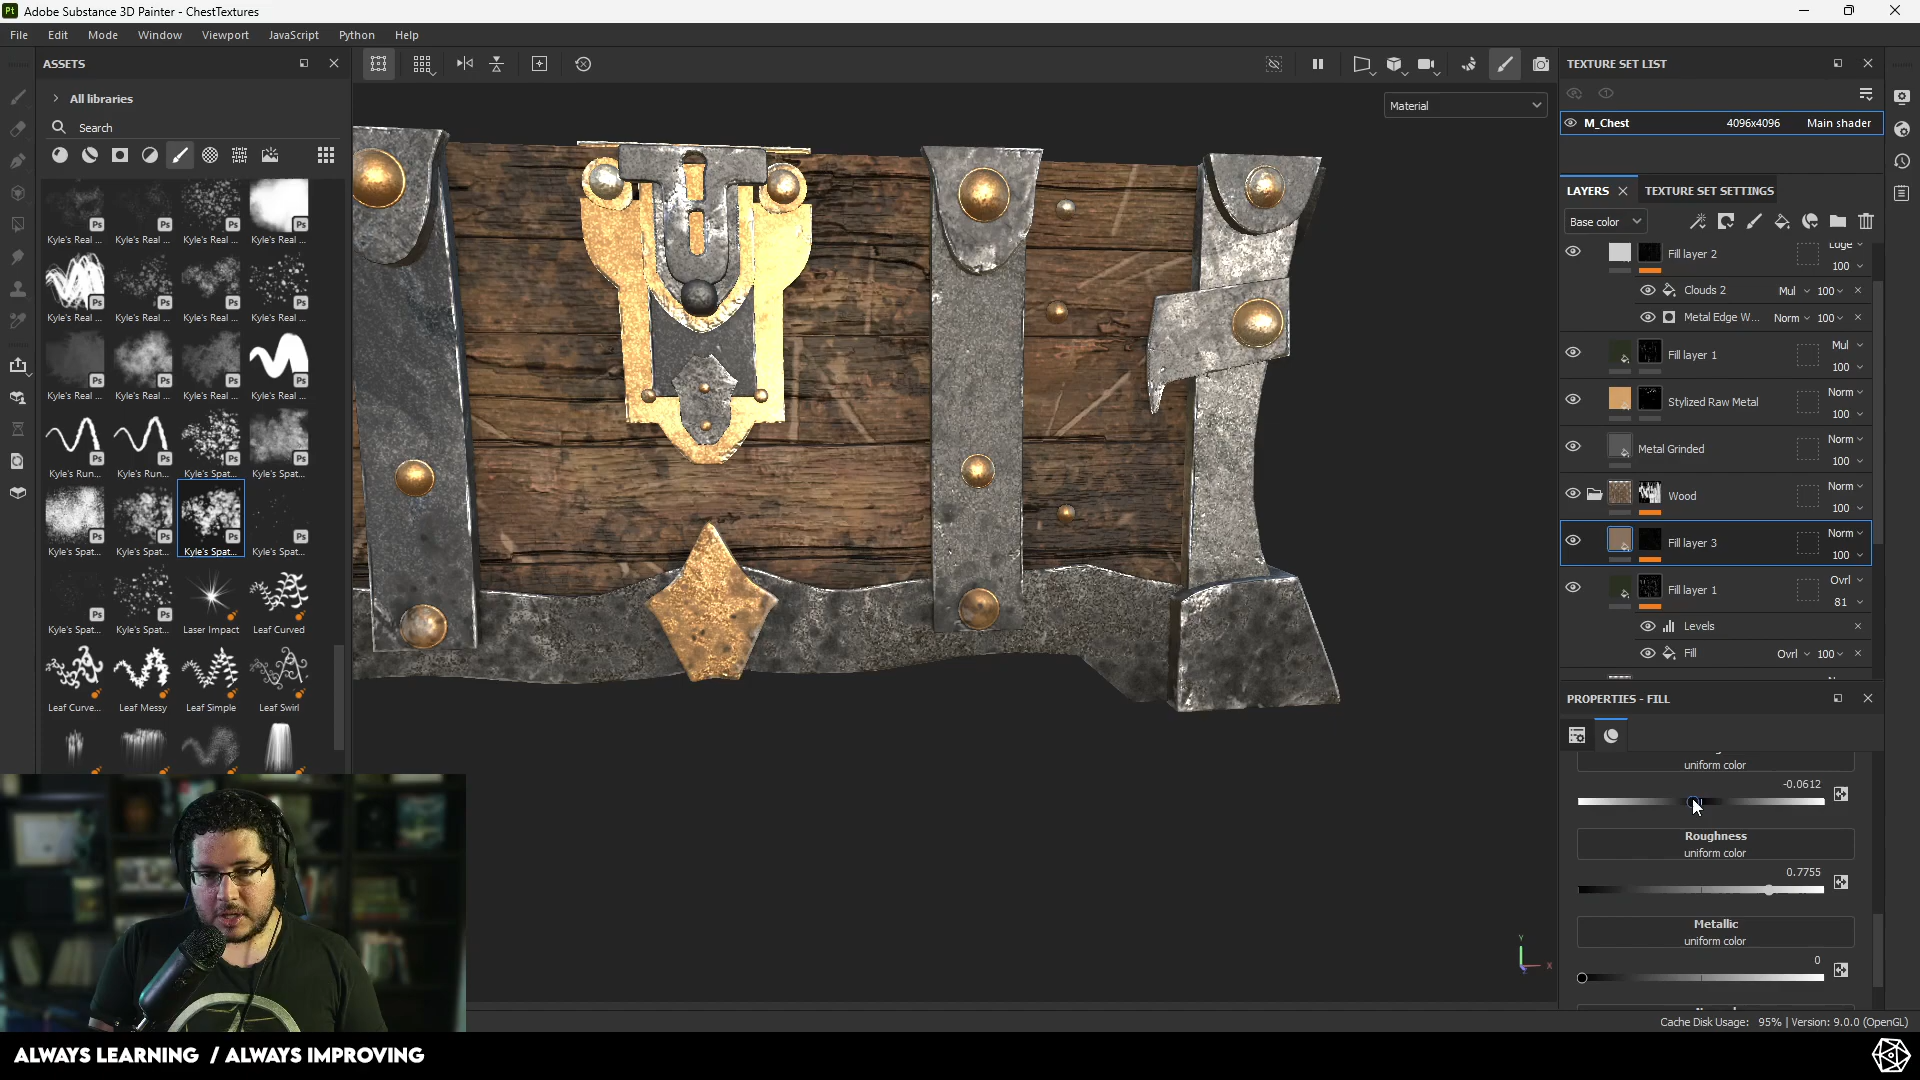 Pt Adobe Substance 3D Painter - ChestTextures
File Edit Mode Window Viewport JavaScript Python Help
ASSETS
All libraries
Search
Kyle's Real ... Kyle's Real ... Kyle's Real ... Kyle's Real ...
Kyle's Real ... Kyle's Real ... Kyle's Real ... Kyle's Real ...
Kyle's Real ... Kyle's Real ... Kyle's Real ... Kyle's Real ...
Kyle's Run... Kyle's Run... Kyle's Spat... Kyle's Spat...
Kyle's Spat... Kyle's Spat... Kyle's Spat... Kyle's Spat...
Kyle's Spat... Kyle's Spat... Laser Impact Leaf Curved
Leaf Curve... Leaf Messy Leaf Simple Leaf Swirl
Material
Y
X
TEXTURE SET LIST
M_Chest 4096x4096 Main shader
LAYERS TEXTURE SET SETTINGS
Base color
Fill layer 2 Ldge
100
Clouds 2 Mul 100
Metal Edge W... Norm 100
Fill layer 1 Mul
100
Stylized Raw Metal Norm
100
Metal Grinded Norm
100
Wood Norm
100
Fill layer 3 Norm
100
Fill layer 1 Ovrl
81
Levels
Fill Ovrl 100
PROPERTIES - FILL
uniform color
-0.0612
Roughness
uniform color
0.7755
Metallic
uniform color
0
Cache Disk Usage: 95% | Version: 9.0.0 (OpenGL)
ALWAYS LEARNING / ALWAYS IMPROVING